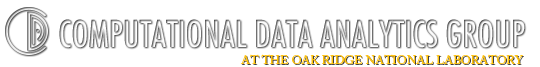 COMPUTATIONAL DATA ANALYTICS GROUP
AT THE OAK RIDGE NATIONAL LABORATORY